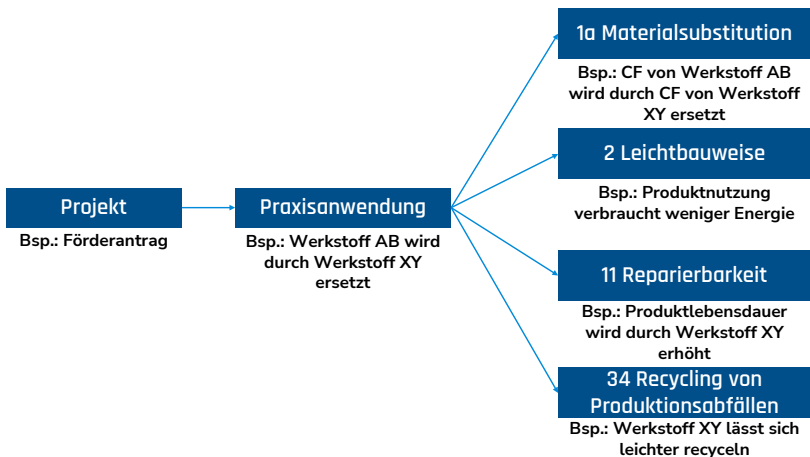 Projekt
Bsp.: Förderantrag
Praxisanwendung
Bsp.: Werkstoff AB wird
durch Werkstoff XY
ersetzt
1a Materialsubstitution
Bsp.: CF von Werkstoff AB
wird durch CF von Werkstoff
XY ersetzt
2 Leichtbauweise
Bsp.: Produktnutzung
verbraucht weniger Energie
11 Reparierbarkeit
Bsp.: Produktlebensdauer
wird durch Werkstoff XY
erhöht
34 Recycling von
Produktionsabfällen
Bsp.: Werkstoff XY lässt sich
leichter recyceln